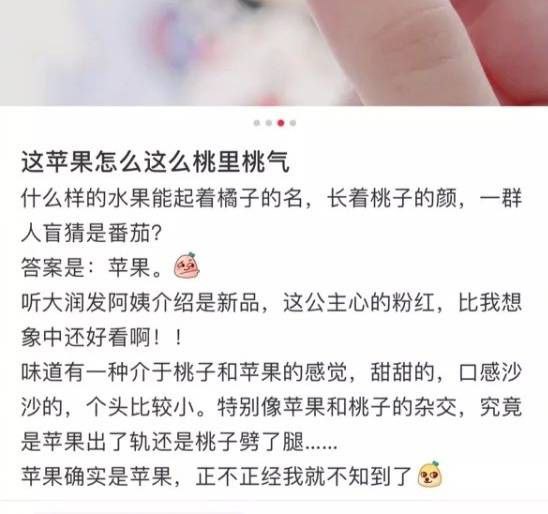 这苹果怎么这么桃里桃气
什么样的水果能起着橘子的名，长着桃子的颜，一群
人盲猜是番茄？
答案是：苹果。
听大润发阿姨介绍是新品，这公主心的粉红，比我想
象中还好看啊！！
味道有一种介于桃子和苹果的感觉，甜甜的，口感沙
沙的，个头比较小。特别像苹果和桃子的杂交，究竟
是苹果出了轨还是桃子劈了腿......
苹果确实是苹果，正不正经我就不知到了